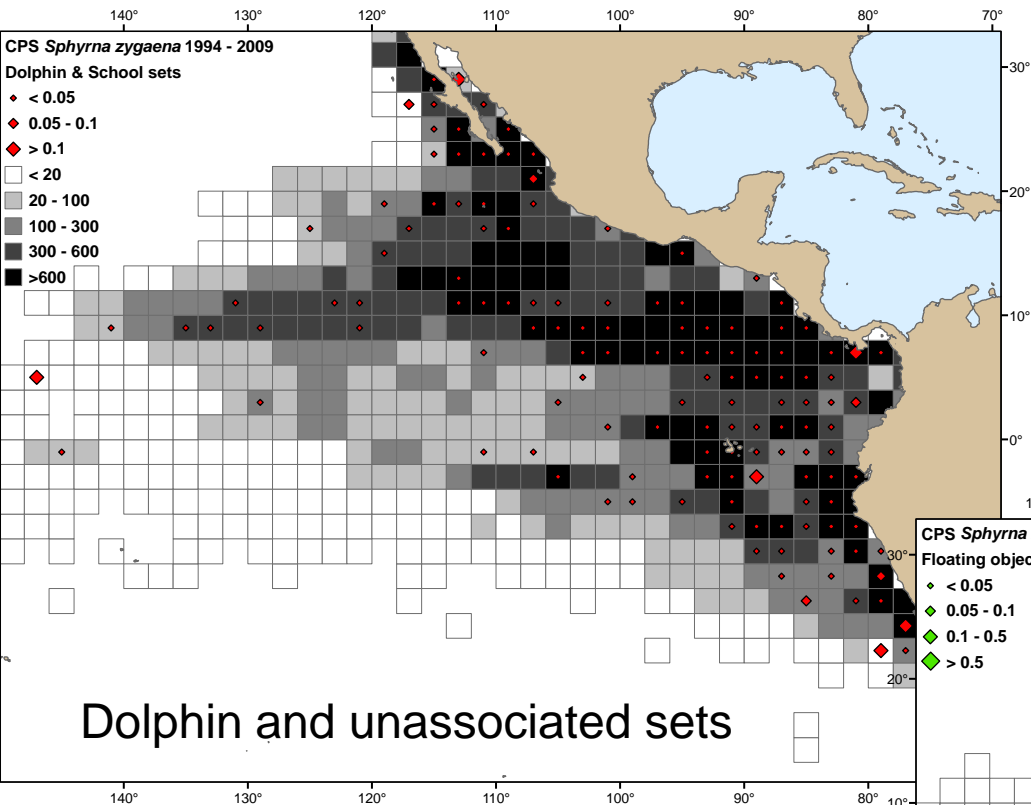 140° 130° 120° 110° 100° 90° 80° 70°
CPS Sphyrna zygaena 1994 - 2009
Dolphin & School sets
< 0.05
0.05 - 0.1
> 0.1
< 20
20 - 100
100 - 300
300 - 600
>600
30°
20°
10°
0°
1
CPS Sphyrna
30°
Floating objec
< 0.05
0.05 - 0.1
0.1 - 0.5
> 0.5
20°
Dolphin and unassociated sets
10°
140° 130° 120° 110° 100° 90° 80°